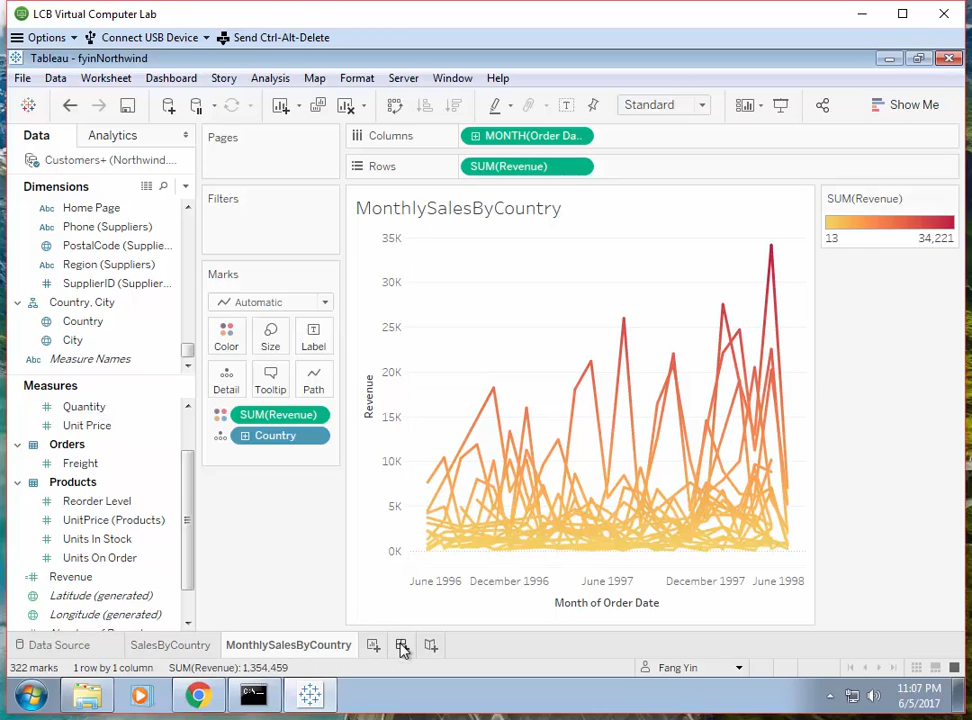 LCB Virtual Computer Lab
Options Connect USB Device Send Ctrl-Alt-Delete
Tableau - fyinNorthwind
File Data Worksheet Dashboard Story Analysis Map Format Server Window Help
Standard Show Me
Data Analytics
Pages
Columns MONTH(Order Da..
Customers+ (Northwind....
Rows SUM(Revenue)
Dimensions
Filters
MonthlySalesByCountry
SUM(Revenue)
13 34,221
Abc Home Page
Abc Phone (Suppliers)
PostalCode (Supplie...
Abc Region (Suppliers)
# SupplierID (Supplier...
Country, City
Country
City
Abc Measure Names
Marks
Automatic
Color Size Label
Detail Tooltip Path
SUM(Revenue)
Country
Measures
# Quantity
# Unit Price
Orders
# Freight
Products
# Reorder Level
# UnitPrice (Products)
# Units In Stock
# Units On Order
=# Revenue
Latitude (generated)
Longitude (generated)
35K
30K
25K
20K
15K
10K
5K
0K
Revenue
June 1996 December 1996 June 1997 December 1997 June 1998
Month of Order Date
Data Source SalesByCountry MonthlySalesByCountry
322 marks 1 row by 1 column SUM(Revenue): 1,354,459 Fang Yin
C:\.
11:07 PM
6/5/2017